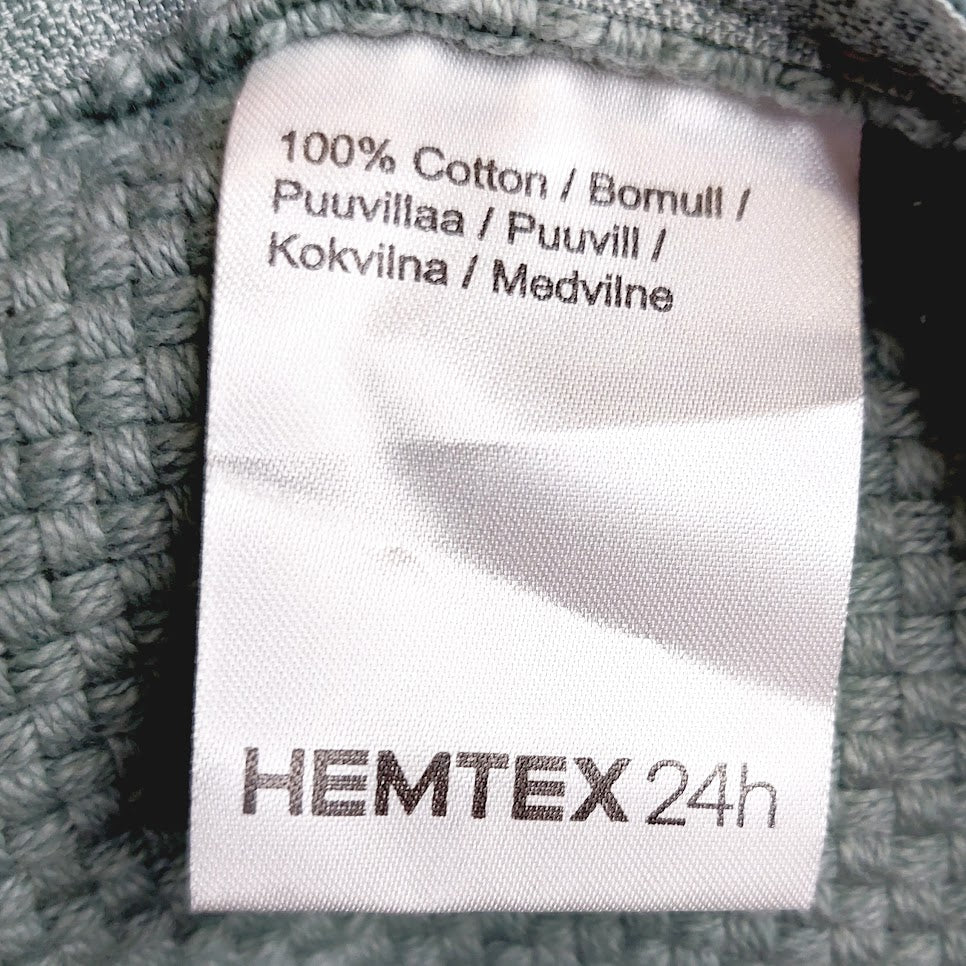 100% Cotton / Bomull /
Puuvillaa / Puuvill /
Kokvilna / Medvilne
HEMTEX 24h